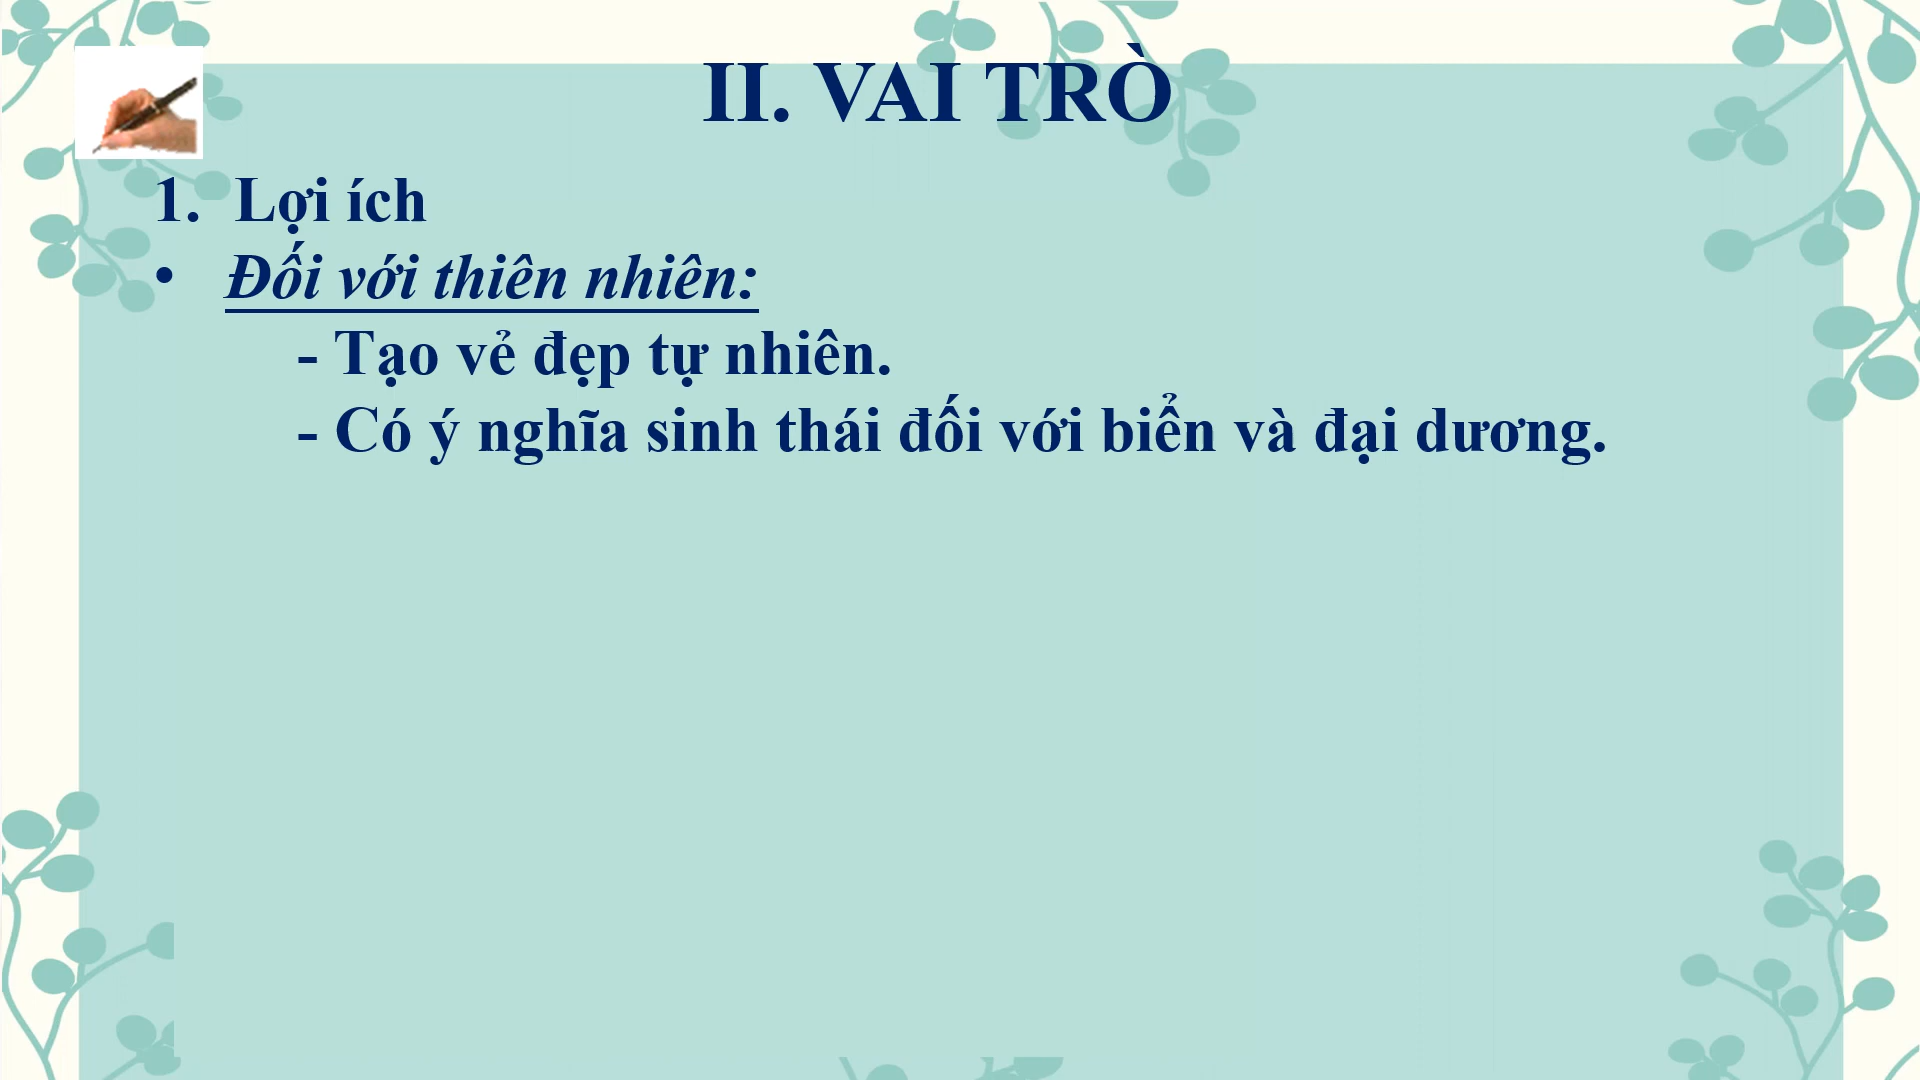 II. VAI TRÒ
1. Lợi ích
• Đối với thiên nhiên:
- Tạo vẻ đẹp tự nhiên.
- Có ý nghĩa sinh thái đối với biển và đại dương.